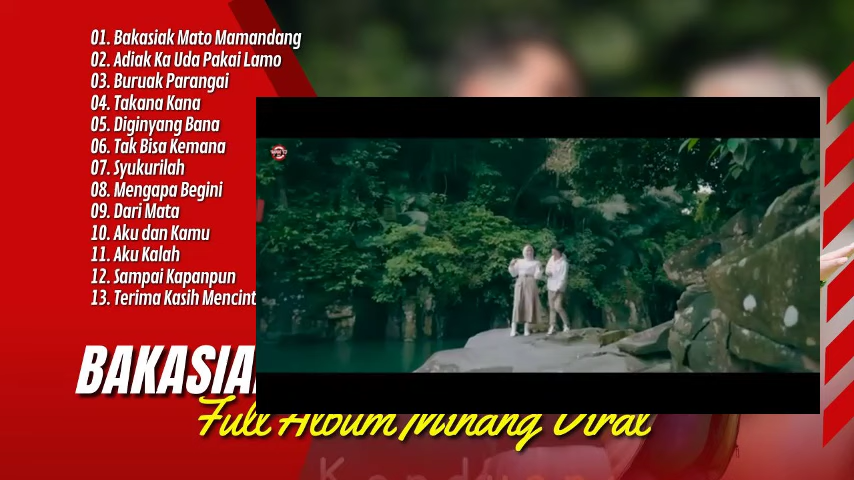 01. Bakasiak Mato Mamandang
02. Adiak Ka Uda Pakai Lamo
03. Buruak Parangai
04. Takana Kana
05. Diginyang Bana
06. Tak Bisa Kemana
07. Syukurilah
08. Mengapa Begini
09. Dari Mata
10. Aku dan Kamu
11. Aku Kalah
12. Sampai Kapanpun
13. Terima Kasih Mencint
BAKASIA
Full Album Minang Viral